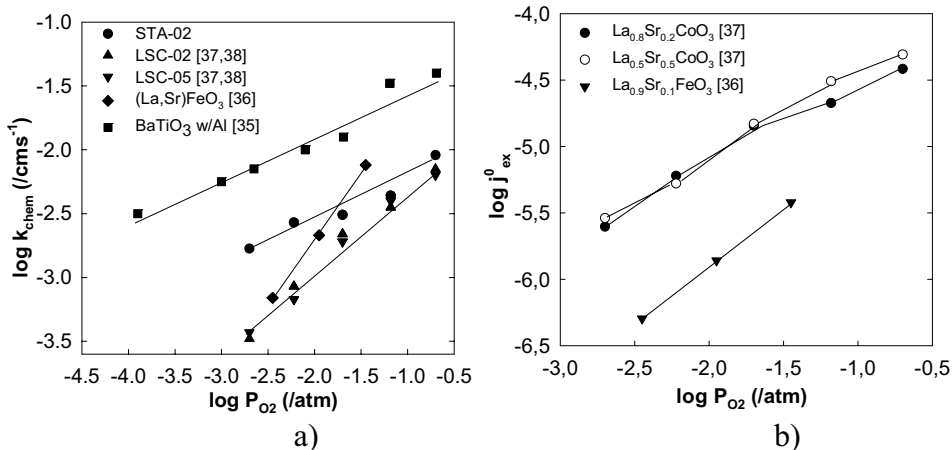 -1.0
-1.5
-2.0
-2.5
-3.0
-3.5
log k_chem (/cms⁻¹)
STA-02
LSC-02 [37,38]
LSC-05 [37,38]
(La,Sr)FeO₃ [36]
BaTiO₃ w/Al [35]
-4.5 -4.0 -3.5 -3.0 -2.5 -2.0 -1.5 -1.0 -0.5
log P_O2 (/atm)
a)
-4,0
-4,5
-5,0
-5,5
-6,0
-6,5
log j⁰_ex
La₀.₈Sr₀.₂CoO₃ [37]
La₀.₅Sr₀.₅CoO₃ [37]
La₀.₉Sr₀.₁FeO₃ [36]
-3,0 -2,5 -2,0 -1,5 -1,0 -0,5
log P_O2 (/atm)
b)